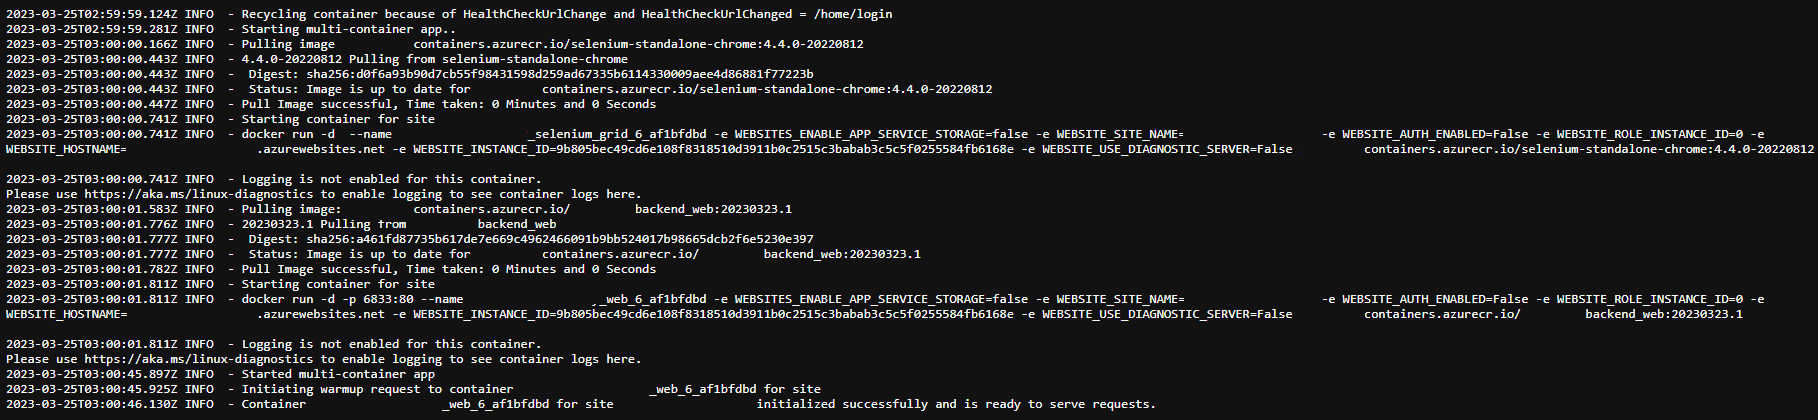 2023-03-25T02:59:59.124Z INFO  - Recycling container because of HealthCheckUrlChange and HealthCheckUrlChanged = /home/login
2023-03-25T02:59:59.281Z INFO  - Starting multi-container app..
2023-03-25T03:00:00.166Z INFO  - Pulling image containers.azurecr.io/selenium-standalone-chrome:4.4.0-20220812
2023-03-25T03:00:00.443Z INFO  - 4.4.0-20220812 Pulling from selenium-standalone-chrome
2023-03-25T03:00:00.443Z INFO  -  Digest: sha256:d0f6a93b90d7cb55f98431598d259ad67335b6114330009aee4d86881f77223b
2023-03-25T03:00:00.443Z INFO  -  Status: Image is up to date for containers.azurecr.io/selenium-standalone-chrome:4.4.0-20220812
2023-03-25T03:00:00.447Z INFO  - Pull Image successful, Time taken: 0 Minutes and 0 Seconds
2023-03-25T03:00:00.741Z INFO  - Starting container for site
2023-03-25T03:00:00.741Z INFO  - docker run -d  --name _selenium_grid_6_af1bfdbd -e WEBSITES_ENABLE_APP_SERVICE_STORAGE=false -e WEBSITE_SITE_NAME= -e WEBSITE_AUTH_ENABLED=False -e WEBSITE_ROLE_INSTANCE_ID=0 -e
WEBSITE_HOSTNAME= .azurewebsites.net -e WEBSITE_INSTANCE_ID=9b805bec49cd6e108f8318510d3911b0c2515c3babab3c5c5f0255584fb6168e -e WEBSITE_USE_DIAGNOSTIC_SERVER=False containers.azurecr.io/selenium-standalone-chrome:4.4.0-20220812
2023-03-25T03:00:00.741Z INFO  - Logging is not enabled for this container.
Please use https://aka.ms/linux-diagnostics to enable logging to see container logs here.
2023-03-25T03:00:01.583Z INFO  - Pulling image: containers.azurecr.io/ backend_web:20230323.1
2023-03-25T03:00:01.776Z INFO  - 20230323.1 Pulling from backend_web
2023-03-25T03:00:01.777Z INFO  -  Digest: sha256:a461fd87735b617de7e669c4962466091b9bb524017b98665dcb2f6e5230e397
2023-03-25T03:00:01.777Z INFO  -  Status: Image is up to date for containers.azurecr.io/ backend_web:20230323.1
2023-03-25T03:00:01.782Z INFO  - Pull Image successful, Time taken: 0 Minutes and 0 Seconds
2023-03-25T03:00:01.811Z INFO  - Starting container for site
2023-03-25T03:00:01.811Z INFO  - docker run -d -p 6833:80 --name _web_6_af1bfdbd -e WEBSITES_ENABLE_APP_SERVICE_STORAGE=false -e WEBSITE_SITE_NAME= -e WEBSITE_AUTH_ENABLED=False -e WEBSITE_ROLE_INSTANCE_ID=0 -e
WEBSITE_HOSTNAME= .azurewebsites.net -e WEBSITE_INSTANCE_ID=9b805bec49cd6e108f8318510d3911b0c2515c3babab3c5c5f0255584fb6168e -e WEBSITE_USE_DIAGNOSTIC_SERVER=False containers.azurecr.io/ backend_web:20230323.1
2023-03-25T03:00:01.811Z INFO  - Logging is not enabled for this container.
Please use https://aka.ms/linux-diagnostics to enable logging to see container logs here.
2023-03-25T03:00:45.897Z INFO  - Started multi-container app
2023-03-25T03:00:45.925Z INFO  - Initiating warmup request to container _web_6_af1bfdbd for site
2023-03-25T03:00:46.130Z INFO  - Container _web_6_af1bfdbd for site initialized successfully and is ready to serve requests.